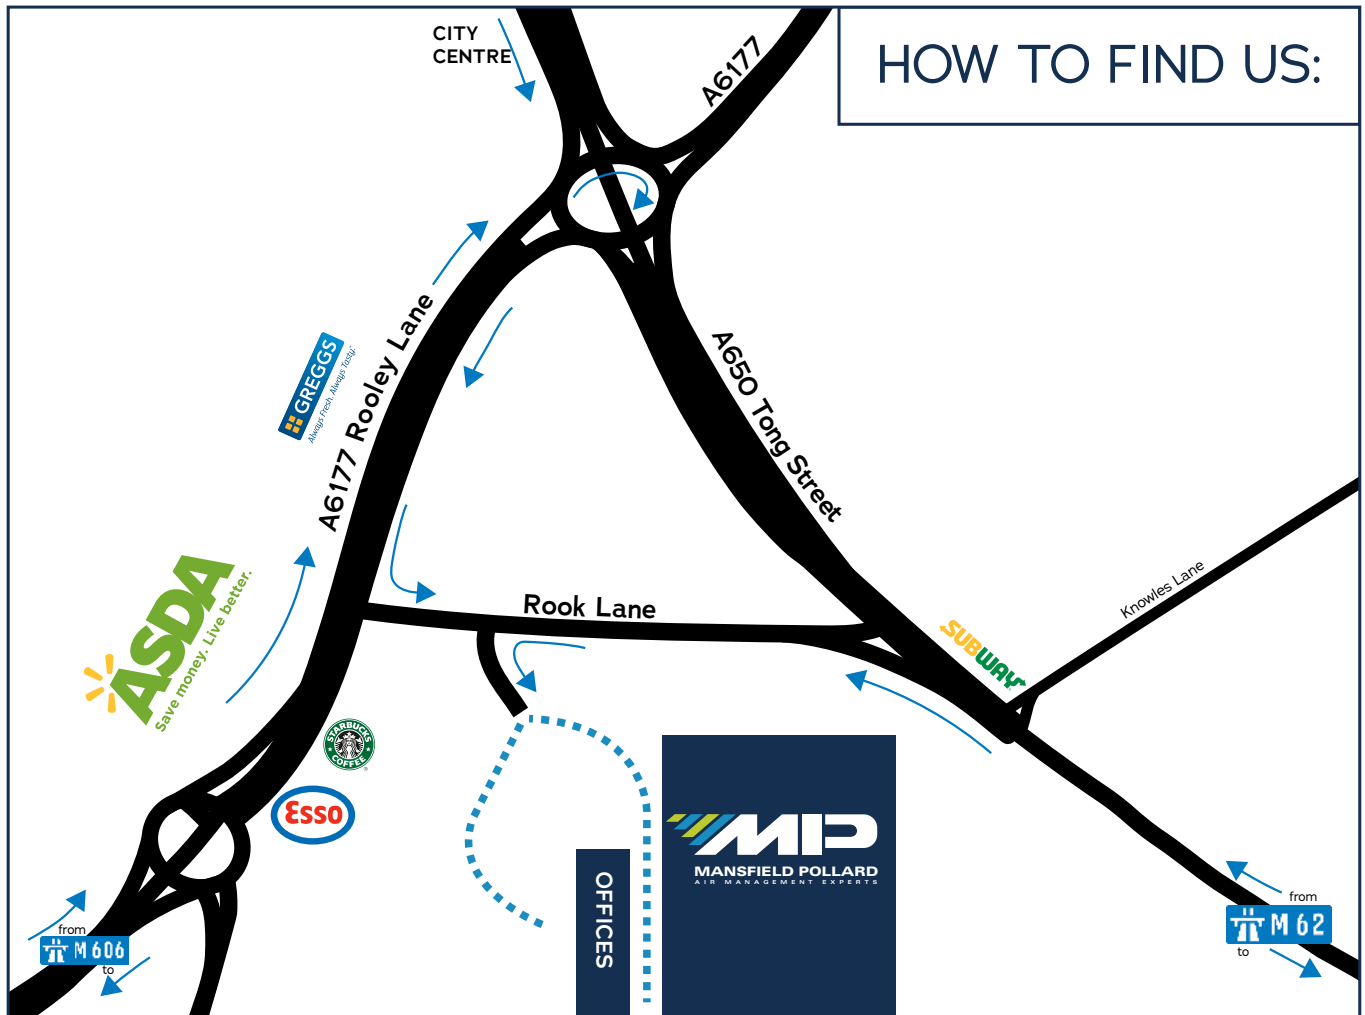 HOW TO FIND US:
CITY
CENTRE
A6177
A6177 Rooley Lane
GREGGS
Always Fresh. Always Tasty.
A650 Tong Street
ASDA
Save money. Live better.
Rook Lane
Knowles Lane
SUBWAY
STARBUCKS
COFFEE
Esso
MP
MANSFIELD POLLARD
AIR MANAGEMENT EXPERTS
OFFICES
from
M 606
to
from
M 62
to